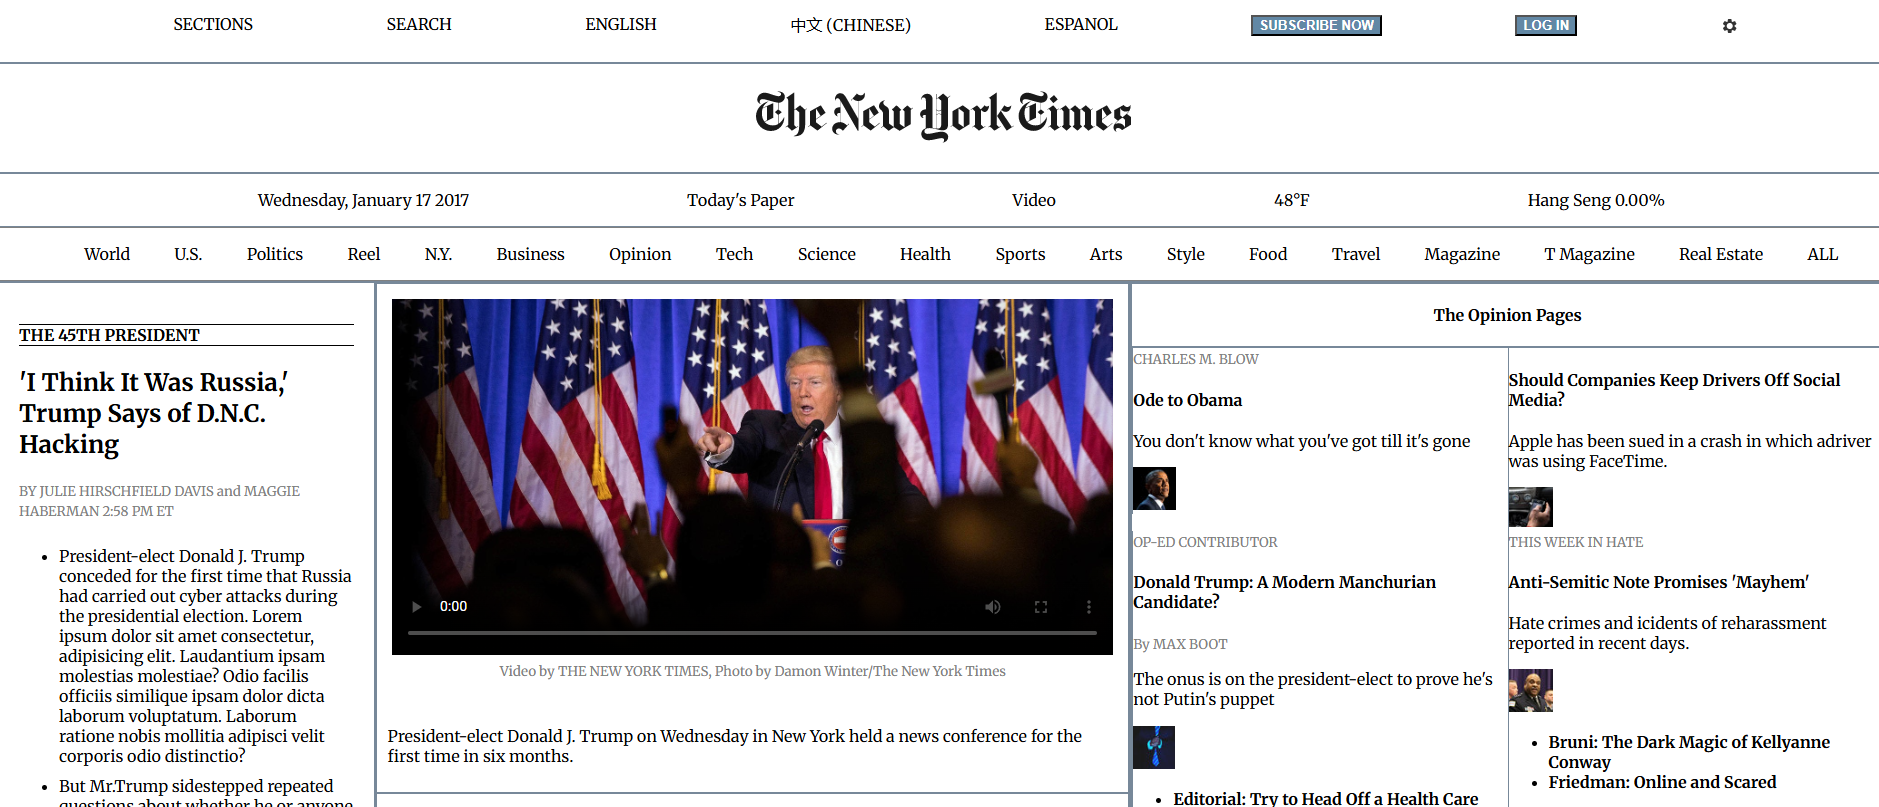 SECTIONS SEARCH ENGLISH 中文 (CHINESE) ESPANOL SUBSCRIBE NOW LOG IN
The New York Times
Wednesday, January 17 2017 Today's Paper Video 48°F Hang Seng 0.00%
World U.S. Politics Reel N.Y. Business Opinion Tech Science Health Sports Arts Style Food Travel Magazine T Magazine Real Estate ALL
THE 45TH PRESIDENT
'I Think It Was Russia,'
Trump Says of D.N.C.
Hacking
BY JULIE HIRSCHFIELD DAVIS and MAGGIE
HABERMAN 2:58 PM ET
President-elect Donald J. Trump
conceded for the first time that Russia
had carried out cyber attacks during
the presidential election. Lorem
ipsum dolor sit amet consectetur,
adipisicing elit. Laudantium ipsam
molestias molestiae? Odio facilis
officiis similique ipsam dolor dicta
laborum voluptatum. Laborum
ratione nobis mollitia adipisci velit
corporis odio distinctio?
But Mr.Trump sidestepped repeated
questions about whether he or anyone
0:00
Video by THE NEW YORK TIMES, Photo by Damon Winter/The New York Times
President-elect Donald J. Trump on Wednesday in New York held a news conference for the
first time in six months.
The Opinion Pages
CHARLES M. BLOW
Ode to Obama
You don't know what you've got till it's gone
OP-ED CONTRIBUTOR
Donald Trump: A Modern Manchurian
Candidate?
By MAX BOOT
The onus is on the president-elect to prove he's
not Putin's puppet
Editorial: Try to Head Off a Health Care
Should Companies Keep Drivers Off Social
Media?
Apple has been sued in a crash in which adriver
was using FaceTime.
THIS WEEK IN HATE
Anti-Semitic Note Promises 'Mayhem'
Hate crimes and icidents of reharassment
reported in recent days.
Bruni: The Dark Magic of Kellyanne
Conway
Friedman: Online and Scared